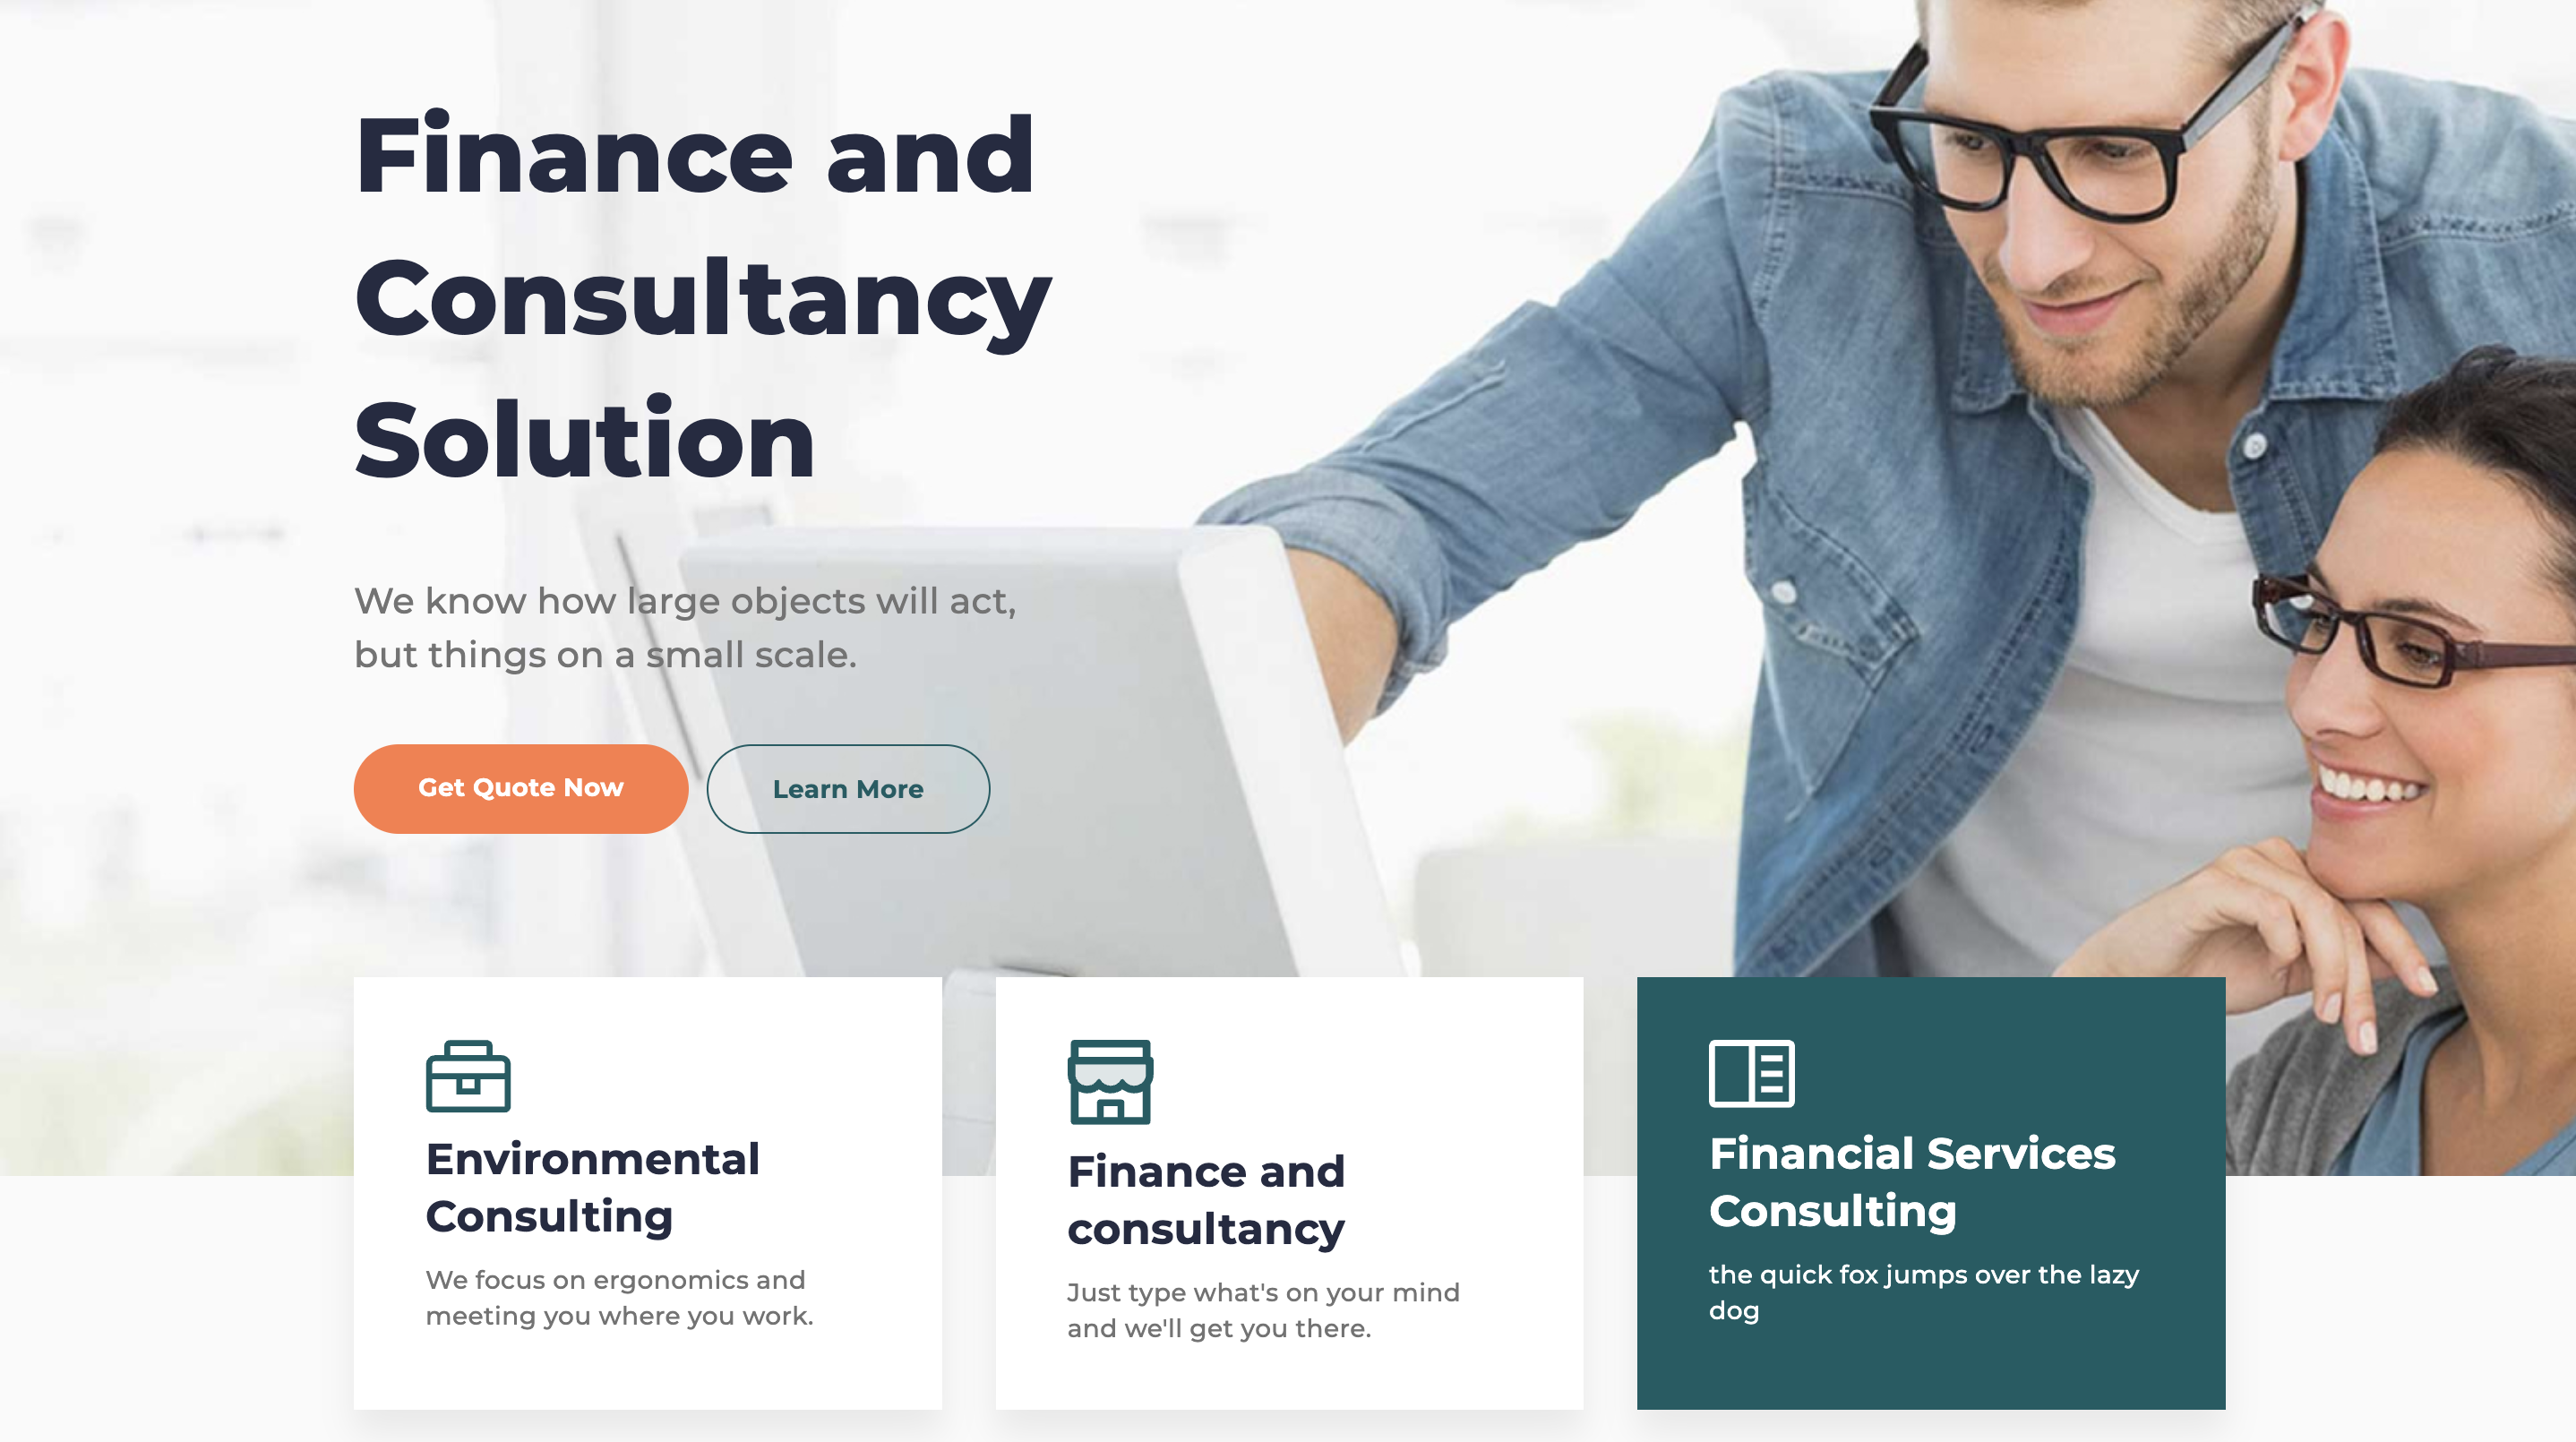 Finance and
Consultancy
Solution
We know how large objects will act,
but things on a small scale.
Get Quote Now
Learn More
Environmental
Consulting
We focus on ergonomics and
meeting you where you work.
Finance and
consultancy
Just type what's on your mind
and we'll get you there.
Financial Services
Consulting
the quick fox jumps over the lazy
dog